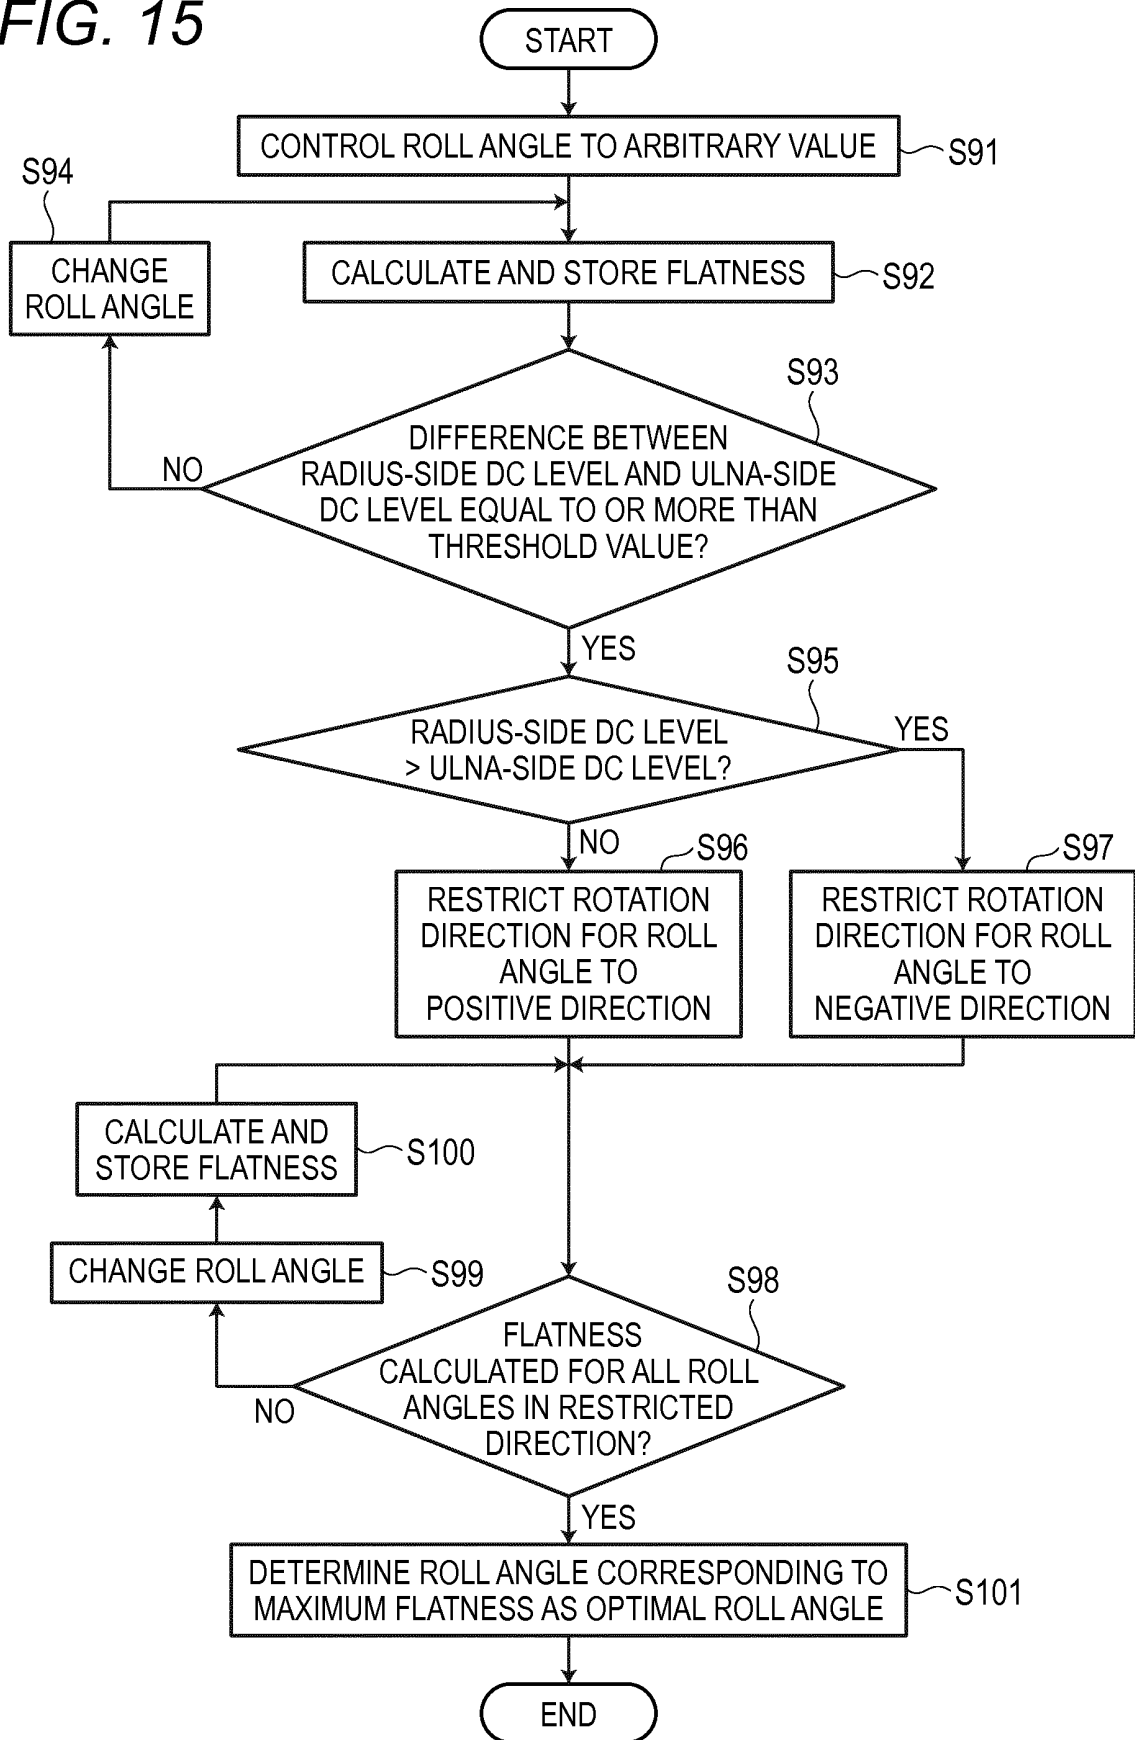 FIG. 15
START
CONTROL ROLL ANGLE TO ARBITRARY VALUE
S91
S94
CHANGE
ROLL ANGLE
CALCULATE AND STORE FLATNESS
S92
S93
DIFFERENCE BETWEEN
RADIUS-SIDE DC LEVEL AND ULNA-SIDE
DC LEVEL EQUAL TO OR MORE THAN
THRESHOLD VALUE?
NO
YES
S95
RADIUS-SIDE DC LEVEL
> ULNA-SIDE DC LEVEL?
YES
NO
S96
RESTRICT ROTATION
DIRECTION FOR ROLL
ANGLE TO
POSITIVE DIRECTION
S97
RESTRICT ROTATION
DIRECTION FOR ROLL
ANGLE TO
NEGATIVE DIRECTION
CALCULATE AND
STORE FLATNESS
S100
CHANGE ROLL ANGLE
S99
S98
FLATNESS
CALCULATED FOR ALL ROLL
ANGLES IN RESTRICTED
DIRECTION?
NO
YES
DETERMINE ROLL ANGLE CORRESPONDING TO
MAXIMUM FLATNESS AS OPTIMAL ROLL ANGLE
S101
END